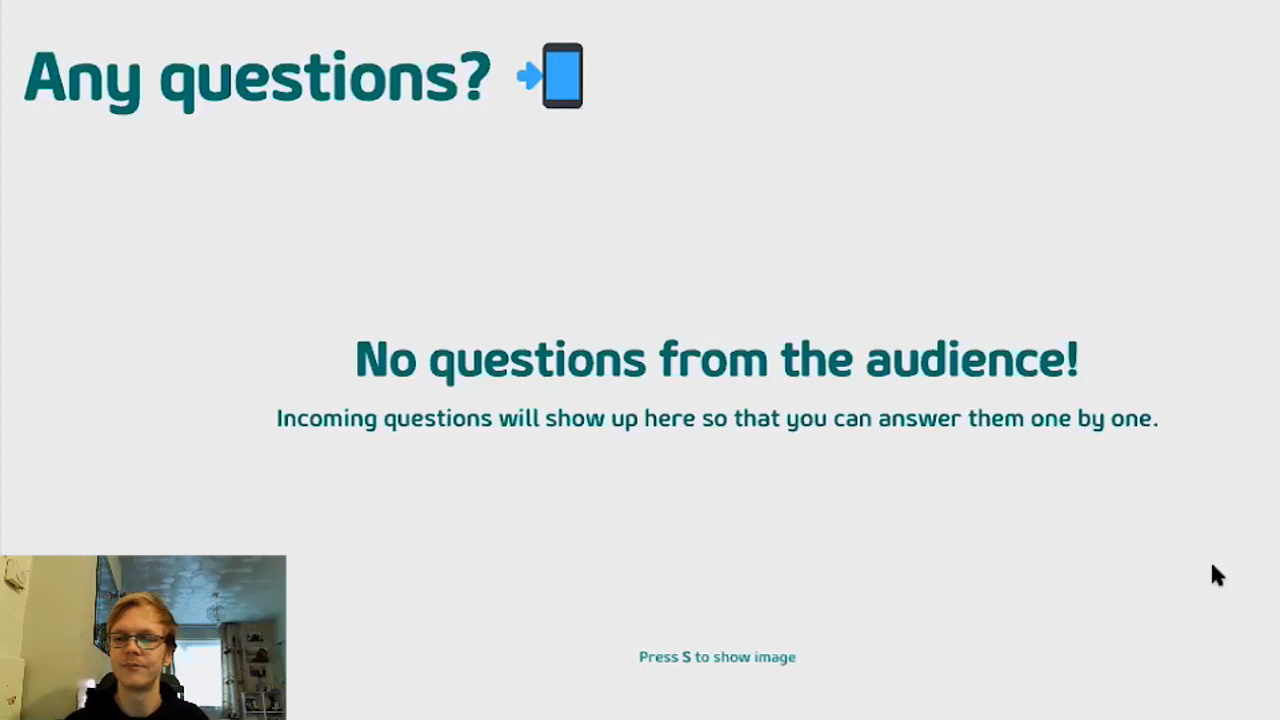 Any questions?
No questions from the audience!
Incoming questions will show up here so that you can answer them one by one.
Press S to show image